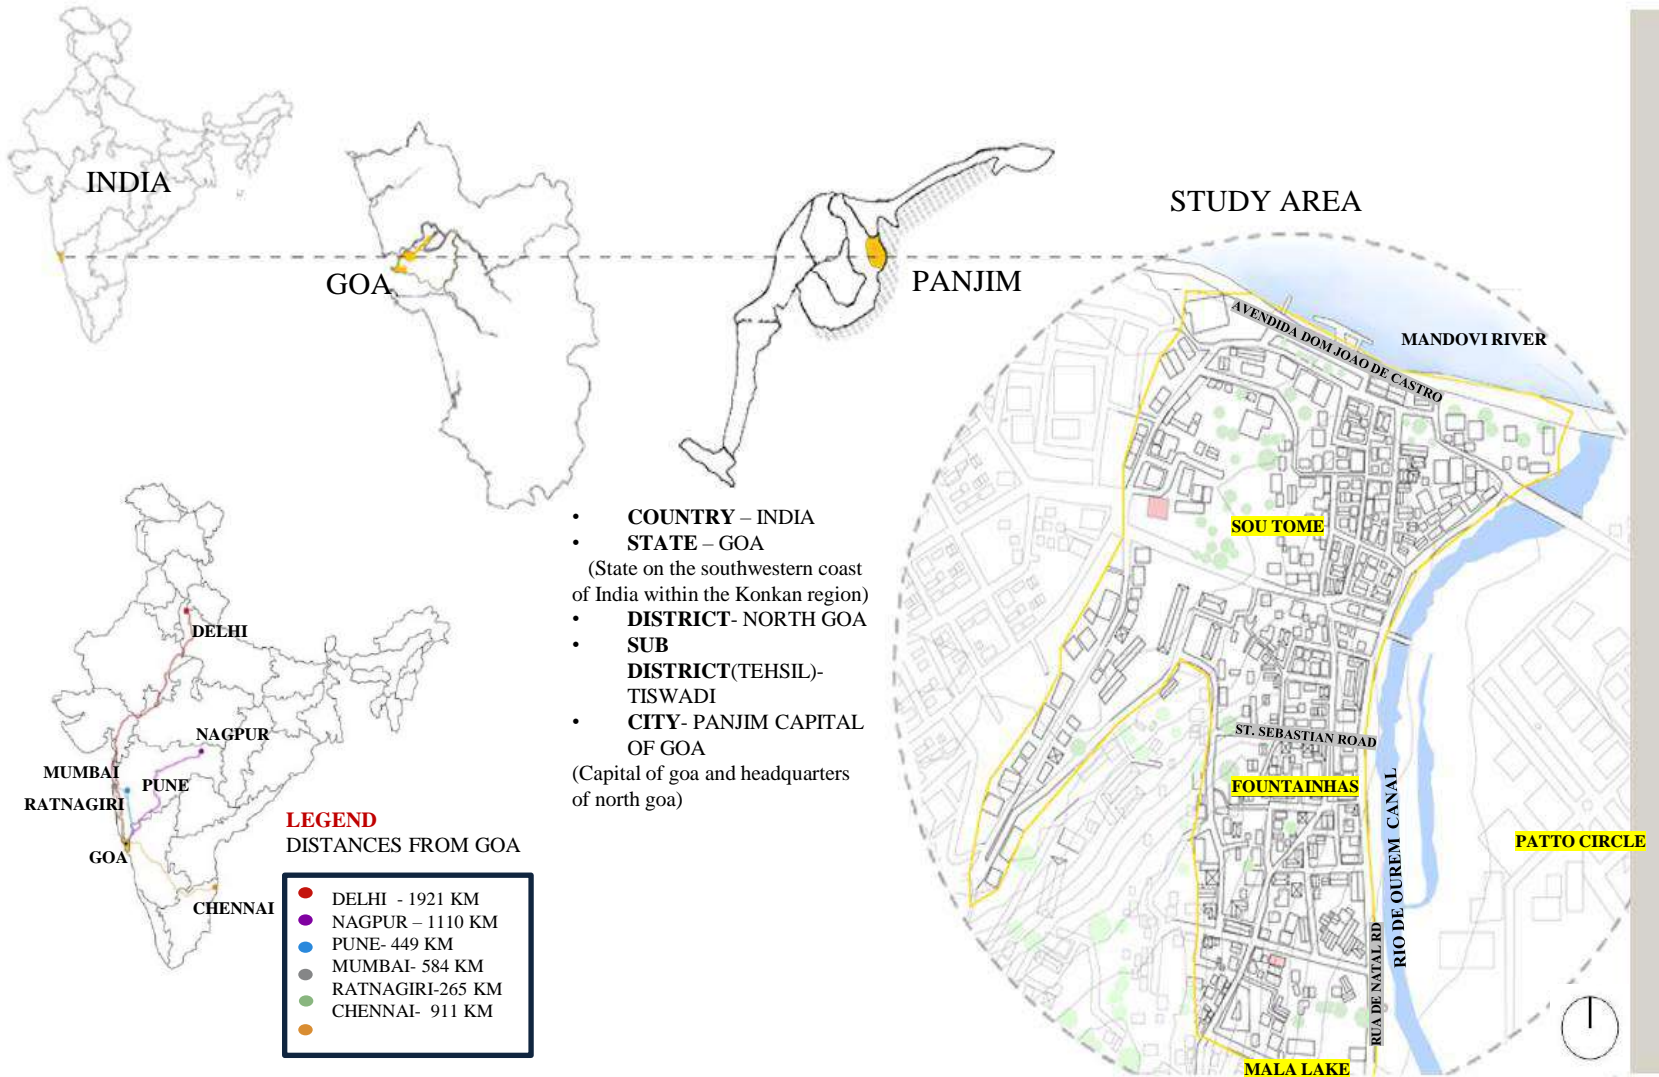 INDIA
GOA
PANJIM
STUDY AREA
MANDOVI RIVER
AVENDIDA DOM JOAO DE CASTRO
SOU TOME
ST. SEBASTIAN ROAD
FOUNTAINHAS
RIO DE OUREM CANAL
PATTO CIRCLE
RUA DE NATAL RD
MALA LAKE
• COUNTRY – INDIA
• STATE – GOA
(State on the southwestern coast
of India within the Konkan region)
• DISTRICT- NORTH GOA
• SUB
DISTRICT(TEHSIL)-
TISWADI
• CITY- PANJIM CAPITAL
OF GOA
(Capital of goa and headquarters
of north goa)
DELHI
NAGPUR
MUMBAI
PUNE
RATNAGIRI
GOA
CHENNAI
LEGEND
DISTANCES FROM GOA
DELHI - 1921 KM
NAGPUR – 1110 KM
PUNE- 449 KM
MUMBAI- 584 KM
RATNAGIRI-265 KM
CHENNAI- 911 KM